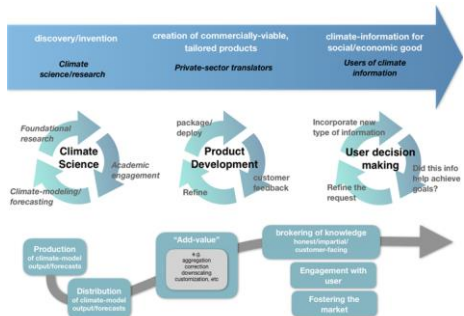 discovery/invention
Climate
science/research
creation of commercially-viable,
tailored products
Private-sector translators
climate-information for
social/economic good
Users of climate
information
Foundational
research
Climate
Science
Academic
engagement
Climate-modeling/
forecasting
package/
deploy
Product
Development
customer
feedback
Refine
Incorporate new
type of information
User decision
making
Did this info
help achieve
goals?
Refine the
request
Production
of climate-model
output/forecasts
Distribution
of climate-model
output/forecasts
"Add-value"
e.g.
aggregation
correction
downscaling
customization, etc
brokering of knowledge
honest/impartial/
customer-facing
Engagement with
user
Fostering
the market